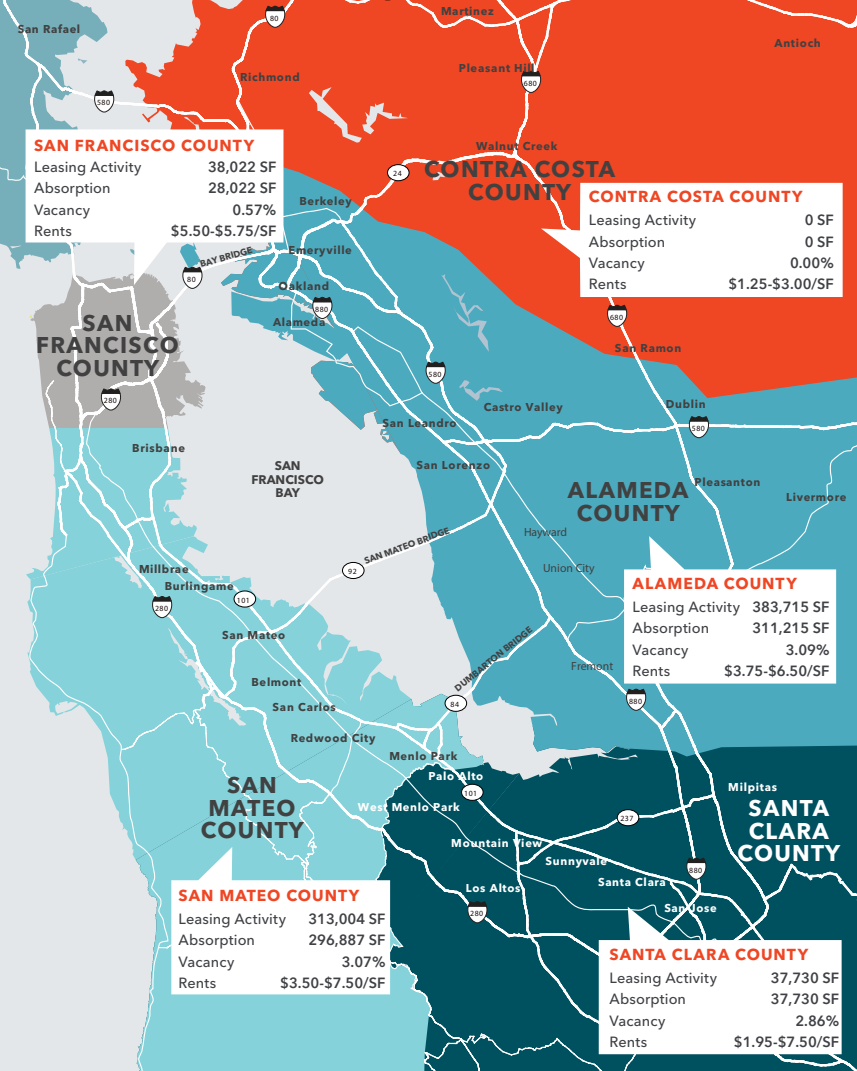 80
Martinez
San Rafael
Antioch
Pleasant Hill
Richmond
680
580
Walnut Creek
SAN FRANCISCO COUNTY
Leasing Activity 38,022 SF
Absorption 28,022 SF
Vacancy 0.57%
Rents $5.50-$5.75/SF
24
CONTRA COSTA
COUNTY
CONTRA COSTA COUNTY
Leasing Activity 0 SF
Absorption 0 SF
Vacancy 0.00%
Rents $1.25-$3.00/SF
Berkeley
Emeryville
BAY BRIDGE
80
Oakland
880
Alameda
680
SAN
FRANCISCO
COUNTY
San Ramon
580
280
Castro Valley
Dublin
San Leandro
580
Brisbane
San Lorenzo
SAN
FRANCISCO
BAY
ALAMEDA
COUNTY
Pleasanton
Livermore
Hayward
SAN MATEO BRIDGE
92
Union City
Millbrae
Burlingame
101
280
ALAMEDA COUNTY
Leasing Activity 383,715 SF
Absorption 311,215 SF
Vacancy 3.09%
Rents $3.75-$6.50/SF
San Mateo
DUMBARTON BRIDGE
Fremont
Belmont
880
84
San Carlos
Redwood City
Menlo Park
Palo Alto
101
SAN
MATEO
COUNTY
West Menlo Park
Milpitas
237
SANTA
CLARA
COUNTY
Mountain View
Sunnyvale
880
Santa Clara
Los Altos
280
San Jose
SAN MATEO COUNTY
Leasing Activity 313,004 SF
Absorption 296,887 SF
Vacancy 3.07%
Rents $3.50-$7.50/SF
SANTA CLARA COUNTY
Leasing Activity 37,730 SF
Absorption 37,730 SF
Vacancy 2.86%
Rents $1.95-$7.50/SF